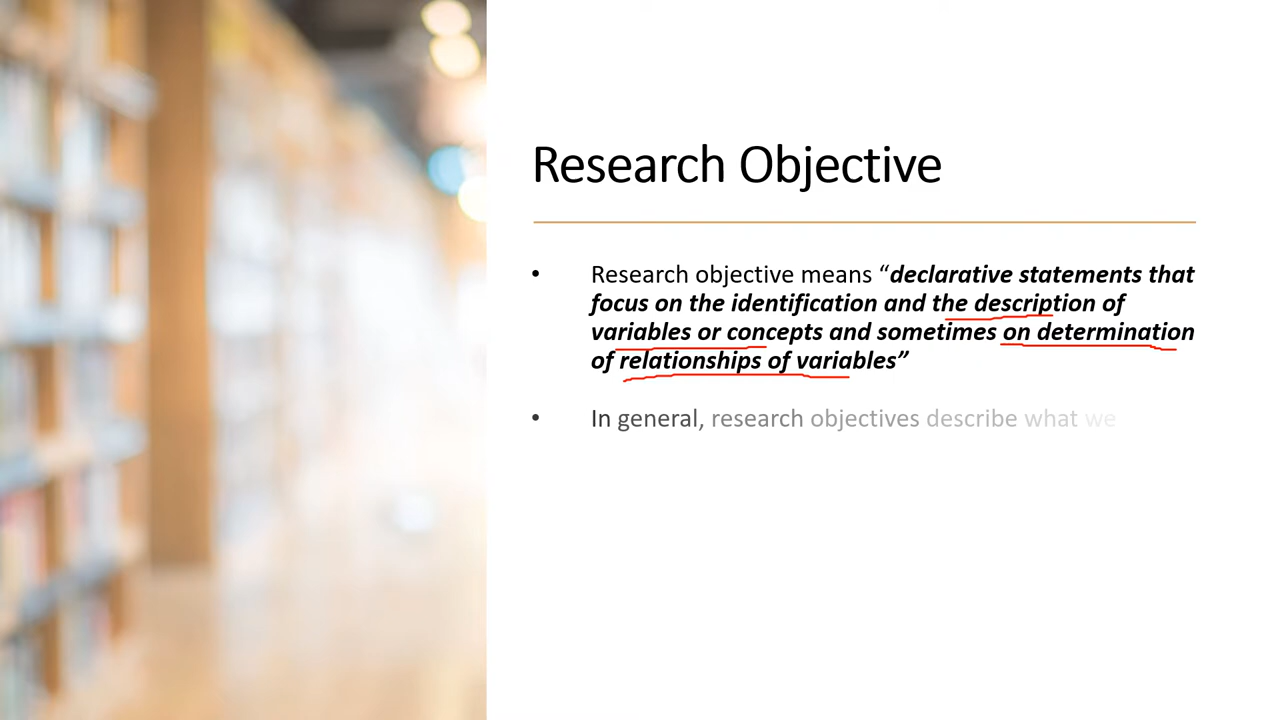 Research Objective
• Research objective means “declarative statements that
focus on the identification and the description of
variables or concepts and sometimes on determination
of relationships of variables”
• In general, research objectives describe what we